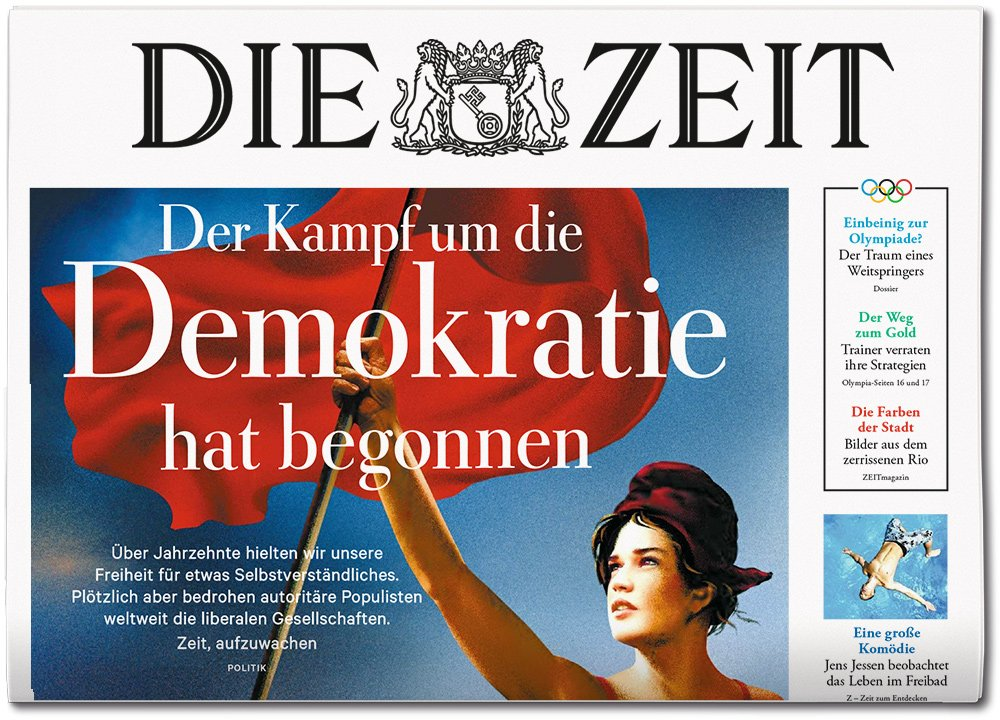 DIE ZEIT
Der Kampf um die
Demokratie
hat begonnen
Über Jahrzehnte hielten wir unsere
Freiheit für etwas Selbstverständliches.
Plötzlich aber bedrohen autoritäre Populisten
weltweit die liberalen Gesellschaften.
Zeit, aufzuwachen
POLITIK
Einbeinig zur
Olympiade?
Der Traum eines
Weitspringers
Dossier
Der Weg
zum Gold
Trainer verraten
ihre Strategien
Olympia-Seiten 16 und 17
Die Farben
der Stadt
Bilder aus dem
zerrissenen Rio
ZEITmagazin
Eine große
Komödie
Jens Jessen beobachtet
das Leben im Freibad
Z – Zeit zum Entdecken